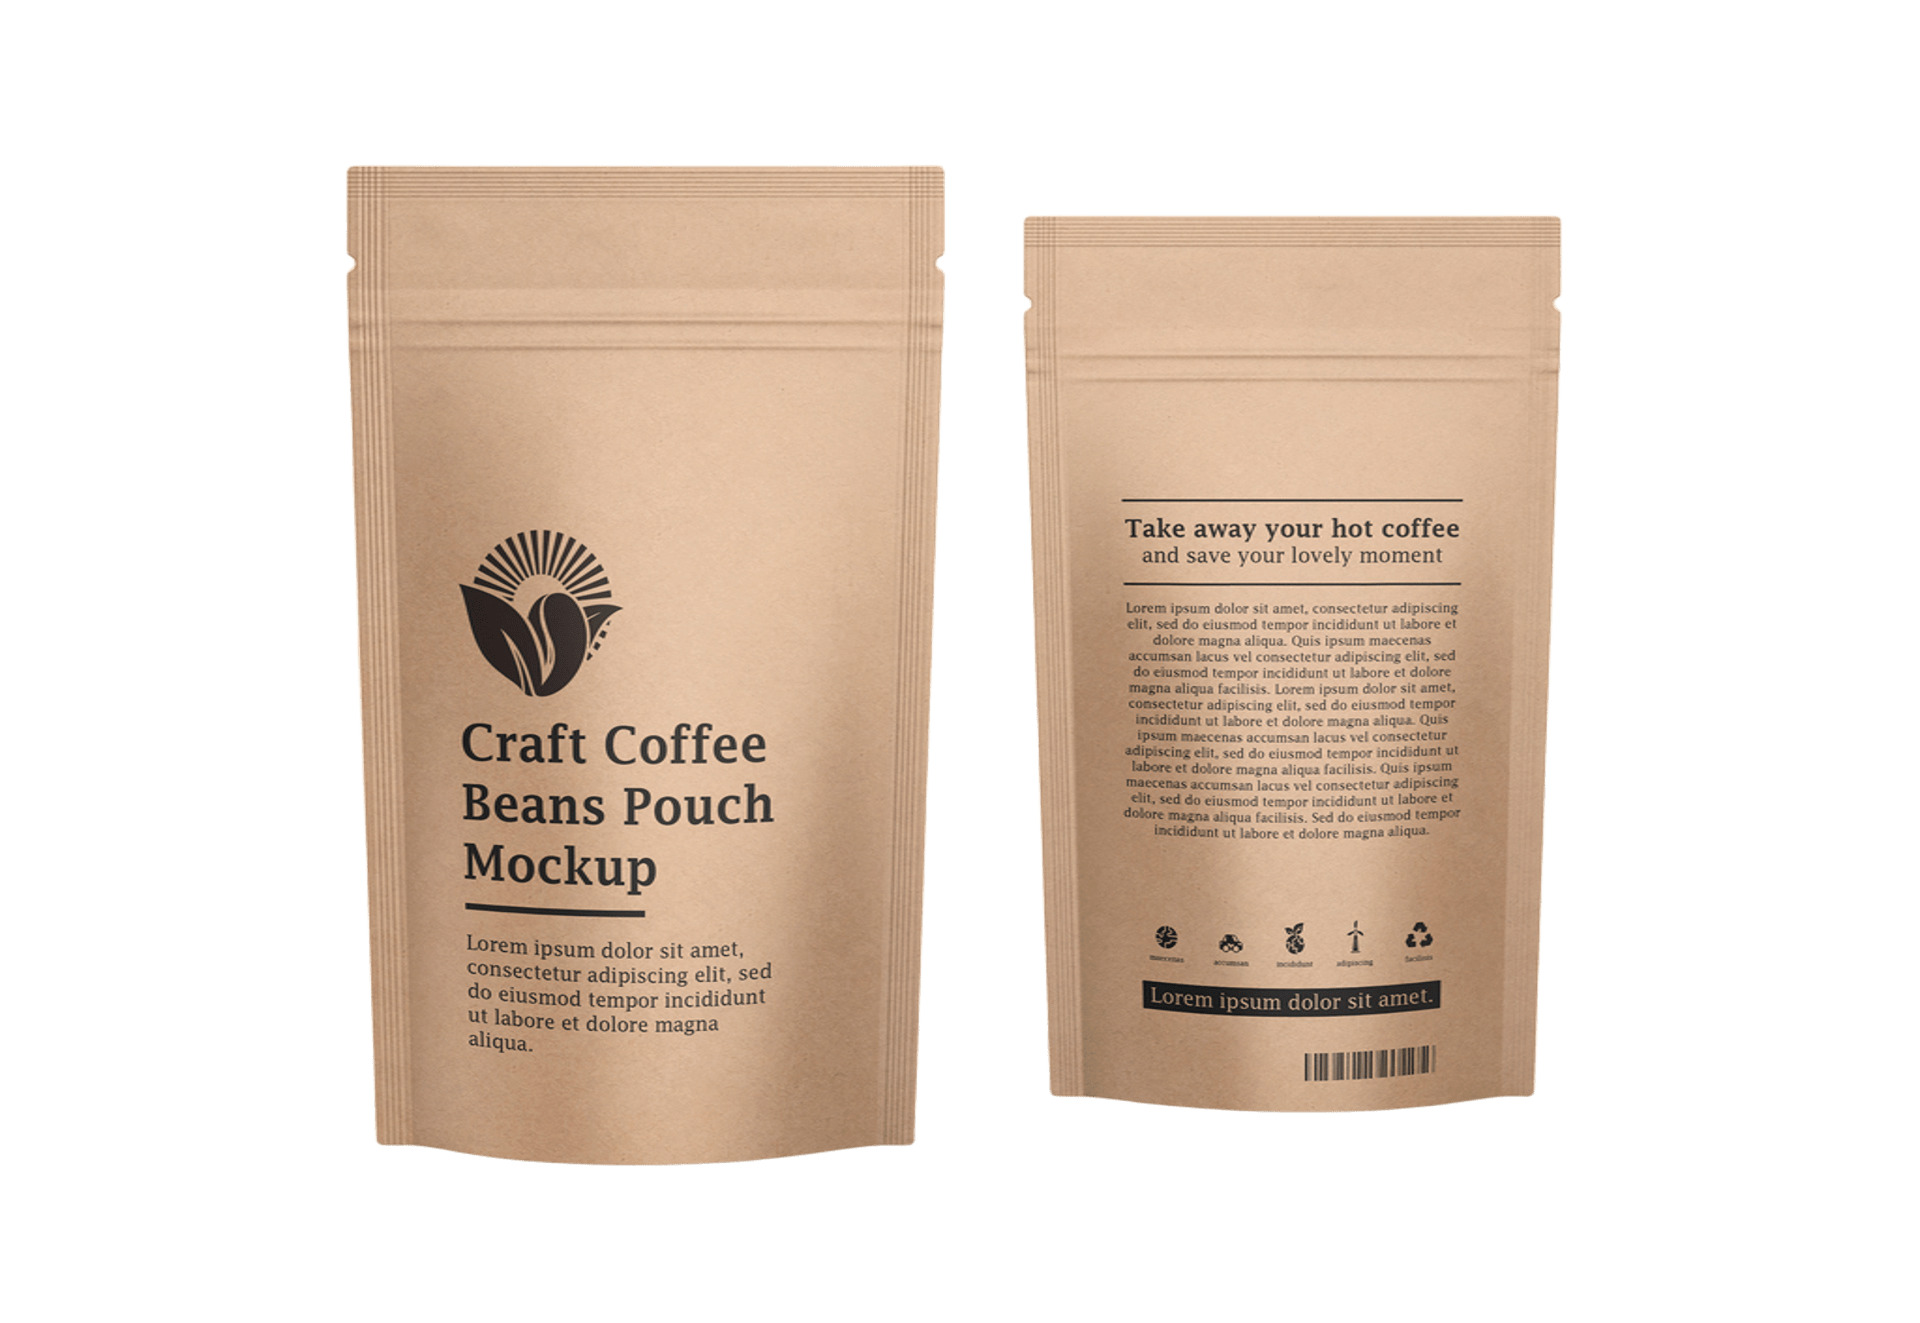 Craft Coffee
Beans Pouch
Mockup
Lorem ipsum dolor sit amet,
consectetur adipiscing elit, sed
do eiusmod tempor incididunt
ut labore et dolore magna
aliqua.
Take away your hot coffee
and save your lovely moment
Lorem ipsum dolor sit amet, consectetur adipiscing
elit, sed do eiusmod tempor incididunt ut labore et
dolore magna aliqua. Quis ipsum maecenas
accumsan lacus vel consectetur adipiscing elit, sed
do eiusmod tempor incididunt ut labore et dolore
magna aliqua facilisis. Lorem ipsum dolor sit amet,
consectetur adipiscing elit, sed do eiusmod tempor
incididunt ut labore et dolore magna aliqua. Quis
ipsum maecenas accumsan lacus vel consectetur
adipiscing elit, sed do eiusmod tempor incididunt ut
labore et dolore magna aliqua facilisis. Quis ipsum
maecenas accumsan lacus vel consectetur adipiscing
elit, sed do eiusmod tempor incididunt ut labore et
dolore magna aliqua facilisis. Sed do eiusmod tempor
incididunt ut labore et dolore magna aliqua.
maecenas accumsan incididunt adipiscing facilisis
Lorem ipsum dolor sit amet.